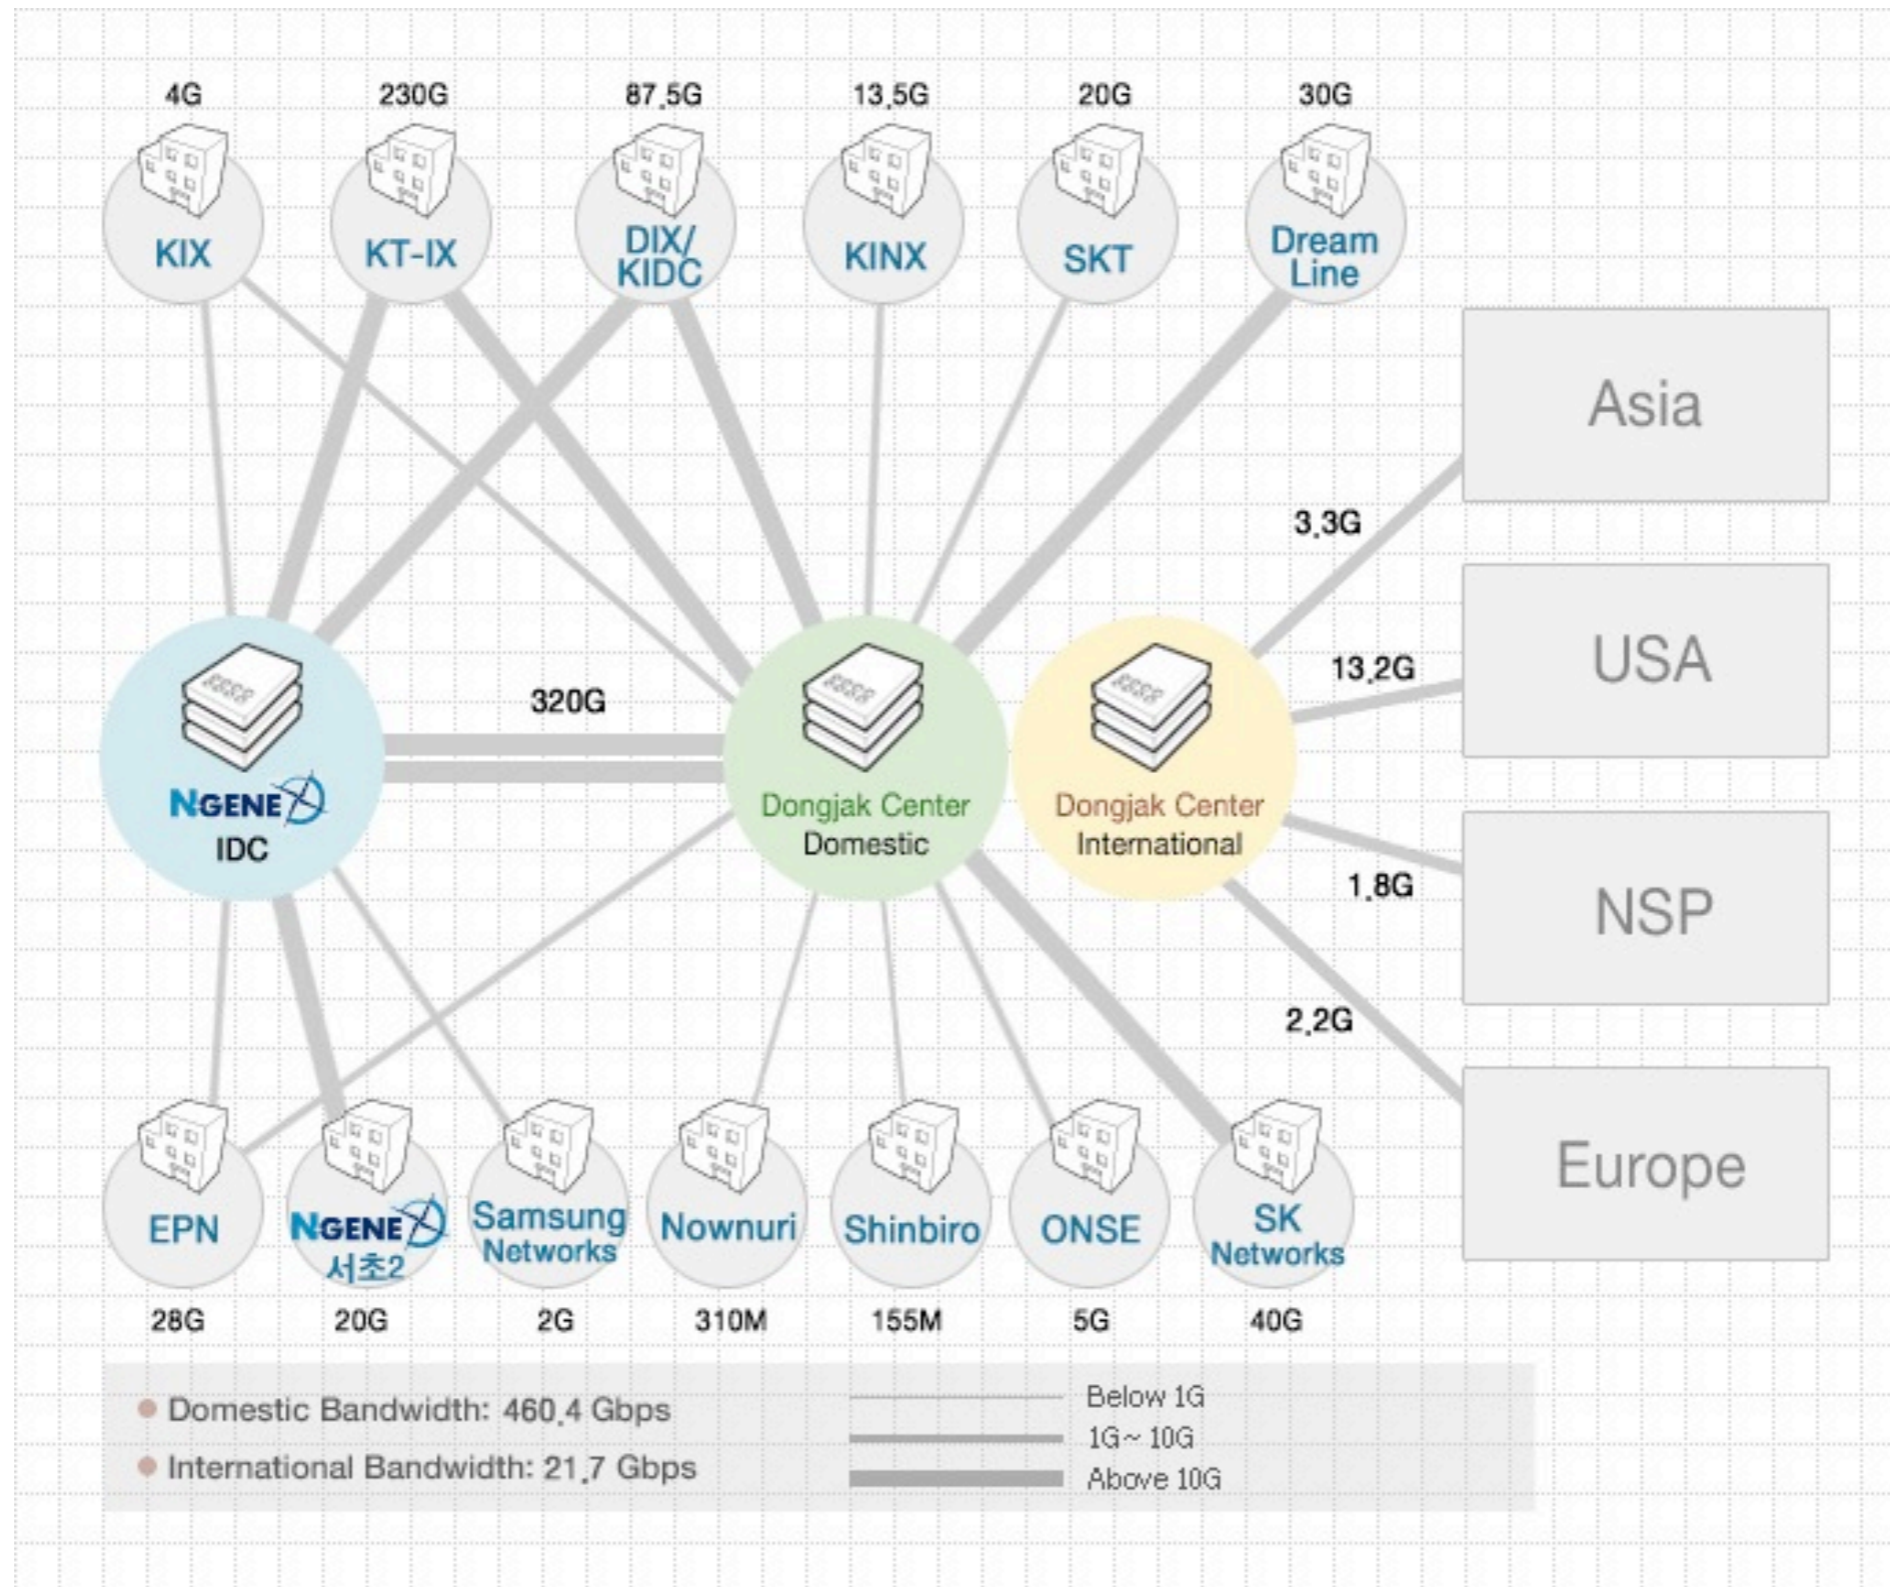 4G
230G
87.5G
13.5G
20G
30G
KIX
KT-IX
DIX/
KIDC
KINX
SKT
Dream
Line
Asia
3.3G
USA
13.2G
320G
NGENE
IDC
Dongjak Center
Domestic
Dongjak Center
International
1.8G
NSP
2.2G
Europe
EPN
NGENE
서초2
Samsung
Networks
Nownuri
Shinbiro
ONSE
SK
Networks
28G
20G
2G
310M
155M
5G
40G
Domestic Bandwidth: 460.4 Gbps
International Bandwidth: 21.7 Gbps
Below 1G
1G~ 10G
Above 10G